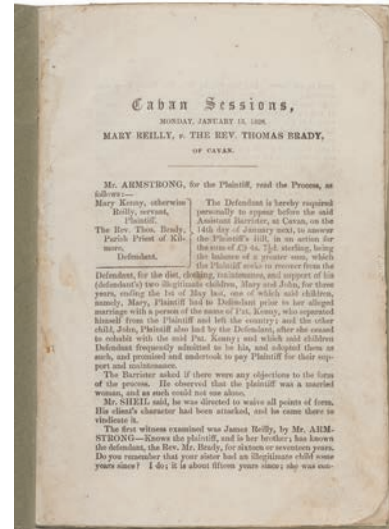 Cavan Sessions,
MONDAY, JANUARY 15, 1838.
MARY REILLY, v. THE REV. THOMAS BRADY,
OF CAVAN.
Mr. ARMSTRONG, for the Plaintiff, read the Process, as
follows:—
Mary Kenny, otherwise
Reilly, servant,
Plaintiff.
The Rev. Thos. Brady,
Parish Priest of Kil-
more,
Defendant.
The Defendant is hereby required
personally to appear before the said
Assistant Barrister, at Cavan, on the
14th day of January next, to answer
the Plaintiff's Bill, in an action for
the sum of £9 4s. 7½d. sterling, being
the balance of a greater sum, which
the Plaintiff seeks to recover from the
Defendant, for the diet, clothing, maintenance, and support of his
(defendant's) two illegitimate children, Mary and John, for three
years, ending the 1st of May last, one of which said children,
namely, Mary, Plaintiff had to Defendant prior to her alleged
marriage with a person of the name of Pat. Kenny, who separated
himself from the Plaintiff and left the country; and the other
child, John, Plaintiff also had by the Defendant, after she ceased
to cohabit with the said Pat. Kenny; and which said children
Defendant frequently admitted to be his, and adopted them as
such, and promised and undertook to pay Plaintiff for their sup-
port and maintenance.
The Barrister asked if there were any objections to the form
of the process. He observed that the plaintiff was a married
woman, and as such could not sue alone.
Mr. SHEIL said, he was directed to waive all points of form.
His client's character had been attacked, and he came there to
vindicate it.
The first witness examined was James Reilly, by Mr. ARM-
STRONG—Knows the plaintiff, and is her brother; has known
the defendant, the Rev. Mr. Brady, for sixteen or seventeen years.
Do you remember that your sister had an illegitimate child some
years since? I do; it is about fifteen years since; she was